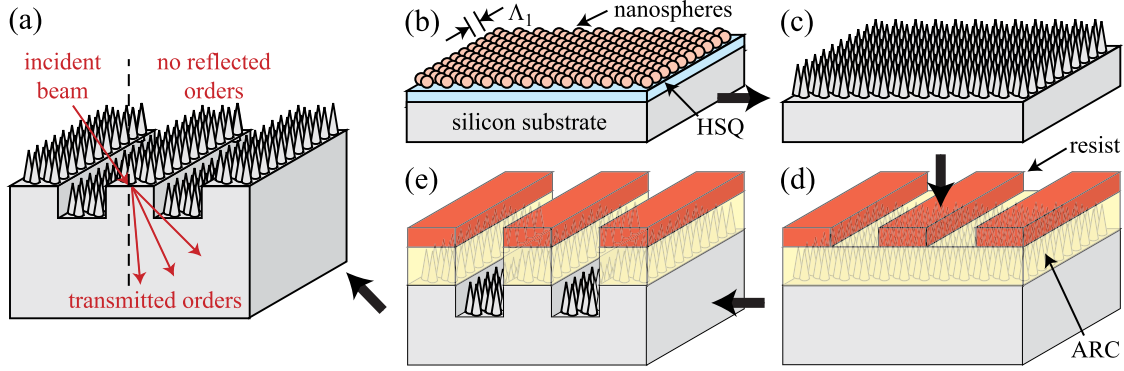 (a)
incident
beam
no reflected
orders
transmitted orders
(b)
Λ1
nanospheres
silicon substrate
HSQ
(c)
(e)
(d)
resist
ARC